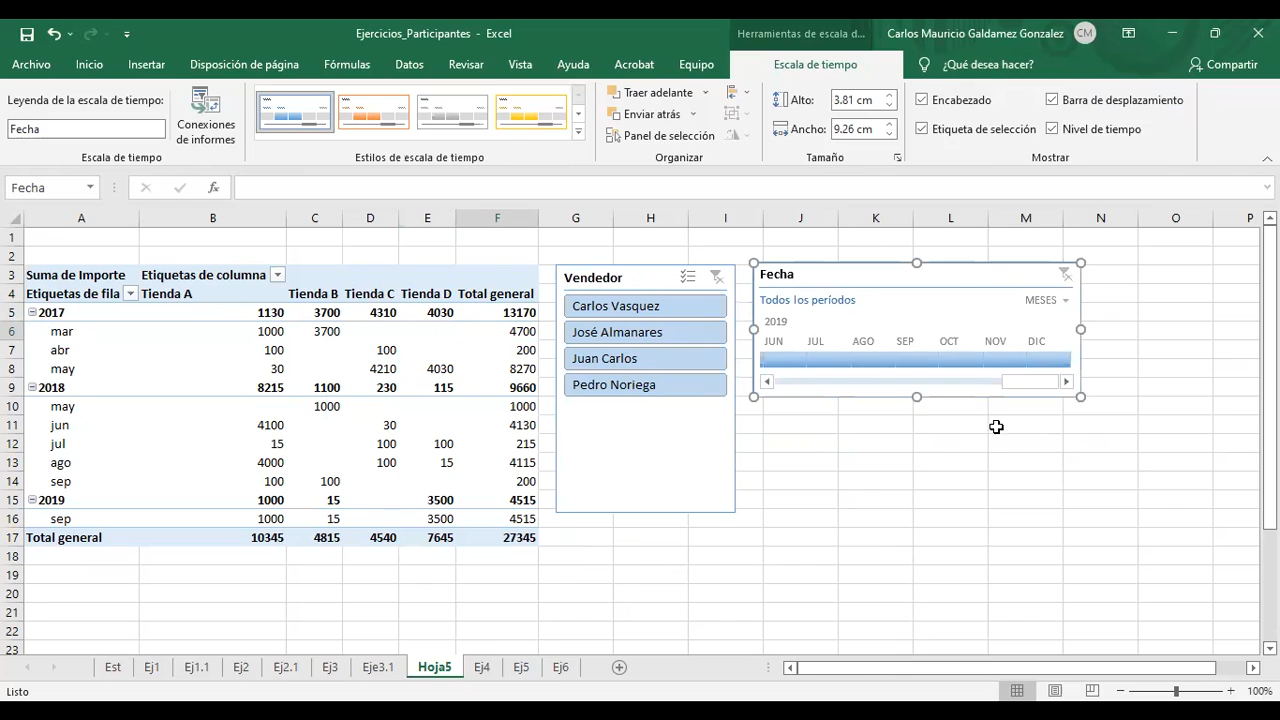 Ejercicios_Participantes - Excel
Herramientas de escala d...
Carlos Mauricio Galdamez Gonzalez
CM
Archivo Inicio Insertar Disposición de página Fórmulas Datos Revisar Vista Ayuda Acrobat Equipo Escala de tiempo ¿Qué desea hacer? Compartir
Leyenda de la escala de tiempo:
Fecha
Conexiones
de informes
Escala de tiempo
Estilos de escala de tiempo
Traer adelante
Enviar atrás
Panel de selección
Organizar
Alto: 3.81 cm
Ancho: 9.26 cm
Tamaño
Encabezado Barra de desplazamiento
Etiqueta de selección Nivel de tiempo
Mostrar
Fecha fx
A B C D E F G H I J K L M N O P
1
2
3 Suma de Importe Etiquetas de columna
4 Etiquetas de fila Tienda A Tienda B Tienda C Tienda D Total general
5 2017 1130 3700 4310 4030 13170
6 mar 1000 3700 4700
7 abr 100 100 200
8 may 30 4210 4030 8270
9 2018 8215 1100 230 115 9660
10 may 1000 1000
11 jun 4100 30 4130
12 jul 15 100 100 215
13 ago 4000 100 15 4115
14 sep 100 100 200
15 2019 1000 15 3500 4515
16 sep 1000 15 3500 4515
17 Total general 10345 4815 4540 7645 27345
18
19
20
21
22
23
Vendedor
Carlos Vasquez
José Almanares
Juan Carlos
Pedro Noriega
Fecha
Todos los períodos MESES
2019
JUN JUL AGO SEP OCT NOV DIC
Est Ej1 Ej1.1 Ej2 Ej2.1 Ej3 Eje3.1 Hoja5 Ej4 Ej5 Ej6
Listo
100%